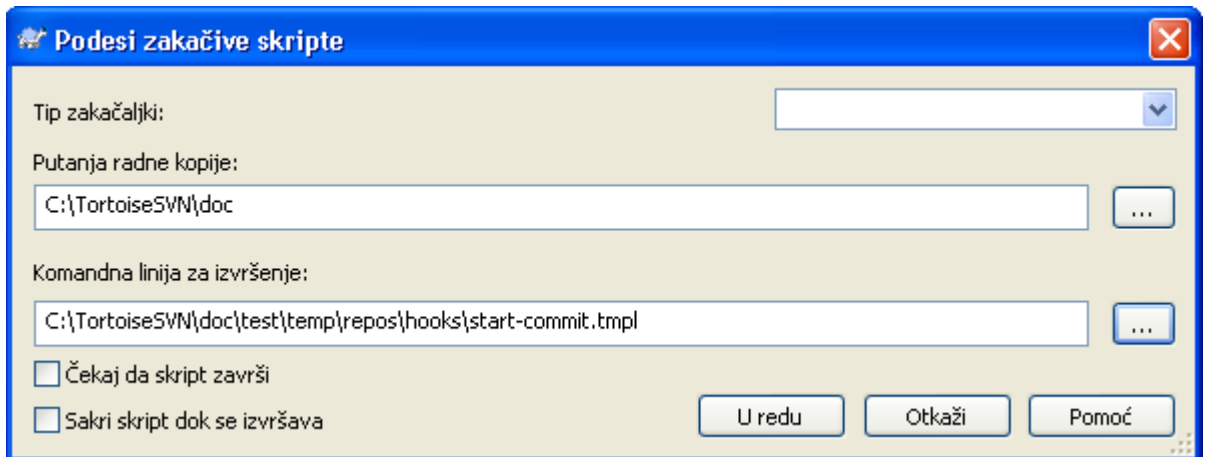 Podesi zakačive skripte
Tip zakačaljki:
Putanja radne kopije:
C:\TortoiseSVN\doc
...
Komandna linija za izvršenje:
C:\TortoiseSVN\doc\test\temp\repos\hooks\start-commit.tmpl
...
Čekaj da skript završi
Sakri skript dok se izvršava
U redu
Otkaži
Pomoć